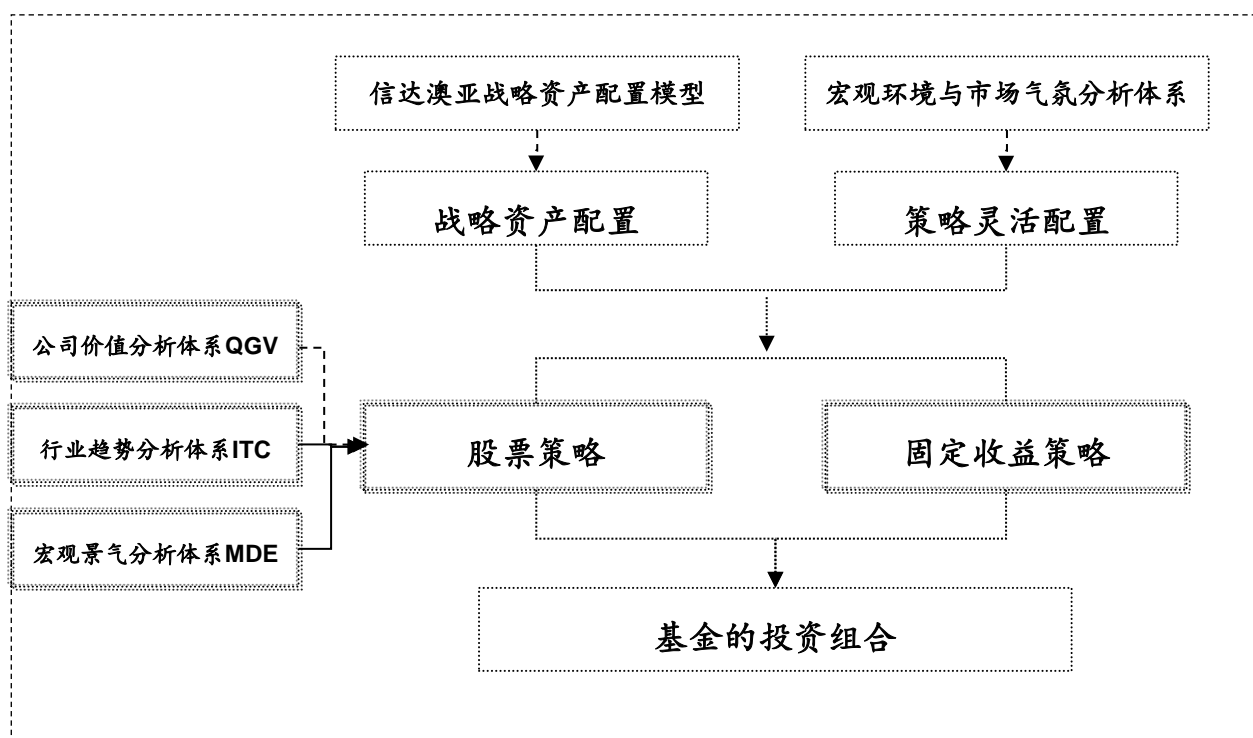 信达澳亚战略资产配置模型
宏观环境与市场气氛分析体系
战略资产配置
策略灵活配置
公司价值分析体系QGV
行业趋势分析体系ITC
股票策略
固定收益策略
宏观景气分析体系MDE
基金的投资组合